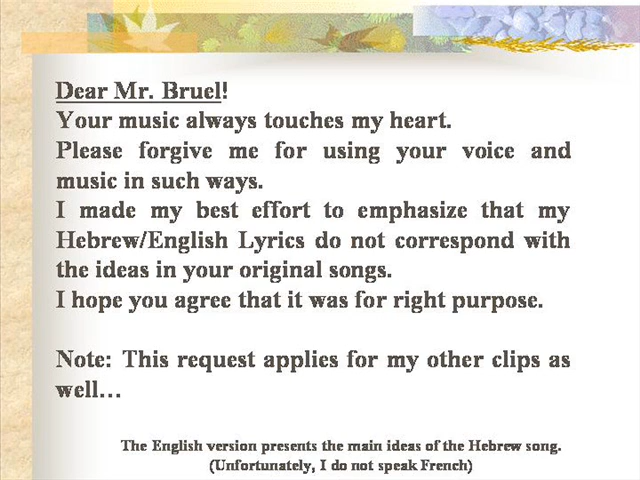 Dear Mr. Bruel!
Your music always touches my heart.
Please forgive me for using your voice and
music in such ways.
I made my best effort to emphasize that my
Hebrew/English Lyrics do not correspond with
the ideas in your original songs.
I hope you agree that it was for right purpose.
Note: This request applies for my other clips as
well…
The English version presents the main ideas of the Hebrew song.
(Unfortunately, I do not speak French)